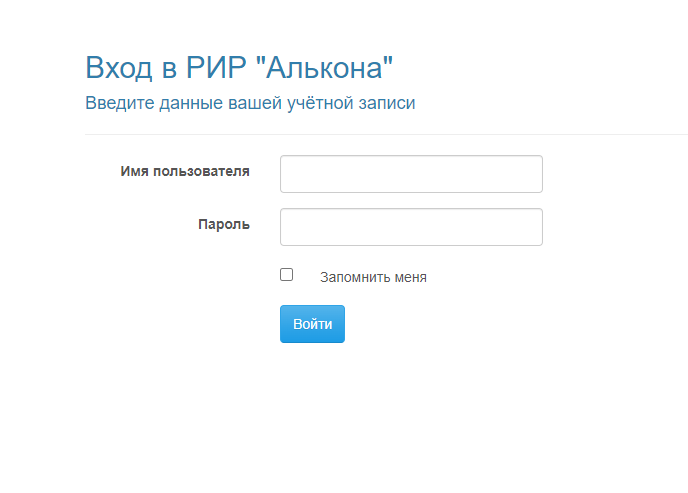 Вход в РИР "Алькона"
Введите данные вашей учётной записи
Имя пользователя
Пароль
Запомнить меня
Войти